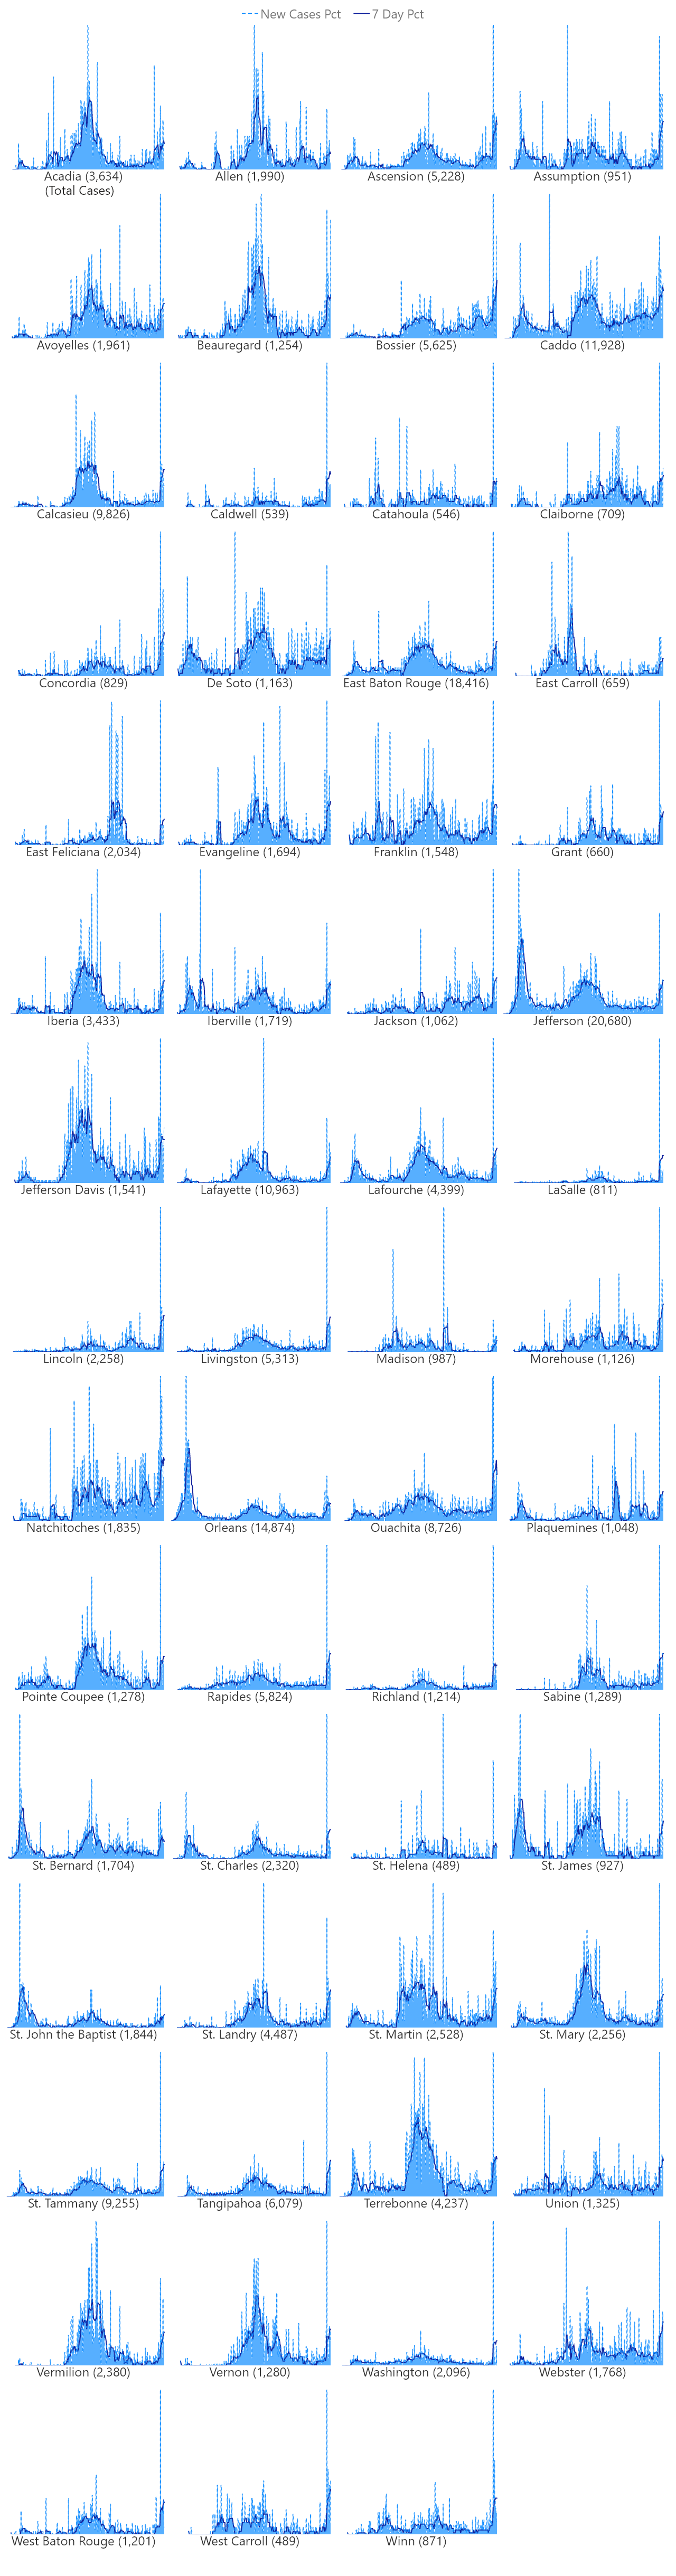 New Cases Pct 7 Day Pct
Acadia (3,634) Allen (1,990) Ascension (5,228) Assumption (951)
(Total Cases)
Avoyelles (1,961) Beauregard (1,254) Bossier (5,625) Caddo (11,928)
Calcasieu (9,826) Caldwell (539) Catahoula (546) Claiborne (709)
Concordia (829) De Soto (1,163) East Baton Rouge (18,416) East Carroll (659)
East Feliciana (2,034) Evangeline (1,694) Franklin (1,548) Grant (660)
Iberia (3,433) Iberville (1,719) Jackson (1,062) Jefferson (20,680)
Jefferson Davis (1,541) Lafayette (10,963) Lafourche (4,399) LaSalle (811)
Lincoln (2,258) Livingston (5,313) Madison (987) Morehouse (1,126)
Natchitoches (1,835) Orleans (14,874) Ouachita (8,726) Plaquemines (1,048)
Pointe Coupee (1,278) Rapides (5,824) Richland (1,214) Sabine (1,289)
St. Bernard (1,704) St. Charles (2,320) St. Helena (489) St. James (927)
St. John the Baptist (1,844) St. Landry (4,487) St. Martin (2,528) St. Mary (2,256)
St. Tammany (9,255) Tangipahoa (6,079) Terrebonne (4,237) Union (1,325)
Vermilion (2,380) Vernon (1,280) Washington (2,096) Webster (1,768)
West Baton Rouge (1,201) West Carroll (489) Winn (871)